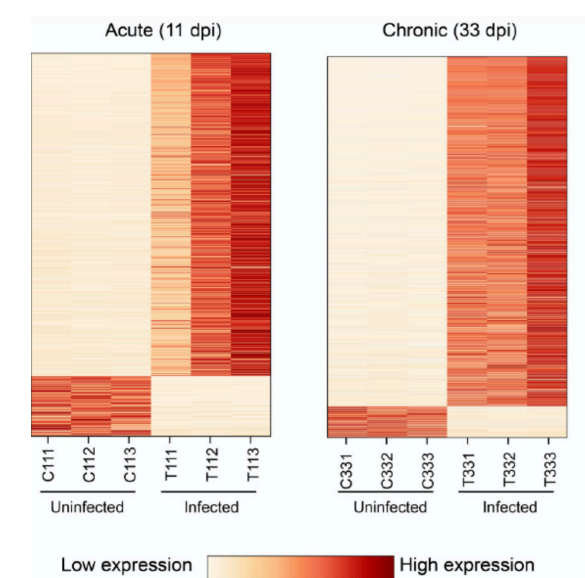 Acute (11 dpi)
Chronic (33 dpi)
C111
C112
C113
T111
T112
T113
C331
C332
C333
T331
T332
T333
Uninfected
Infected
Uninfected
Infected
Low expression
High expression